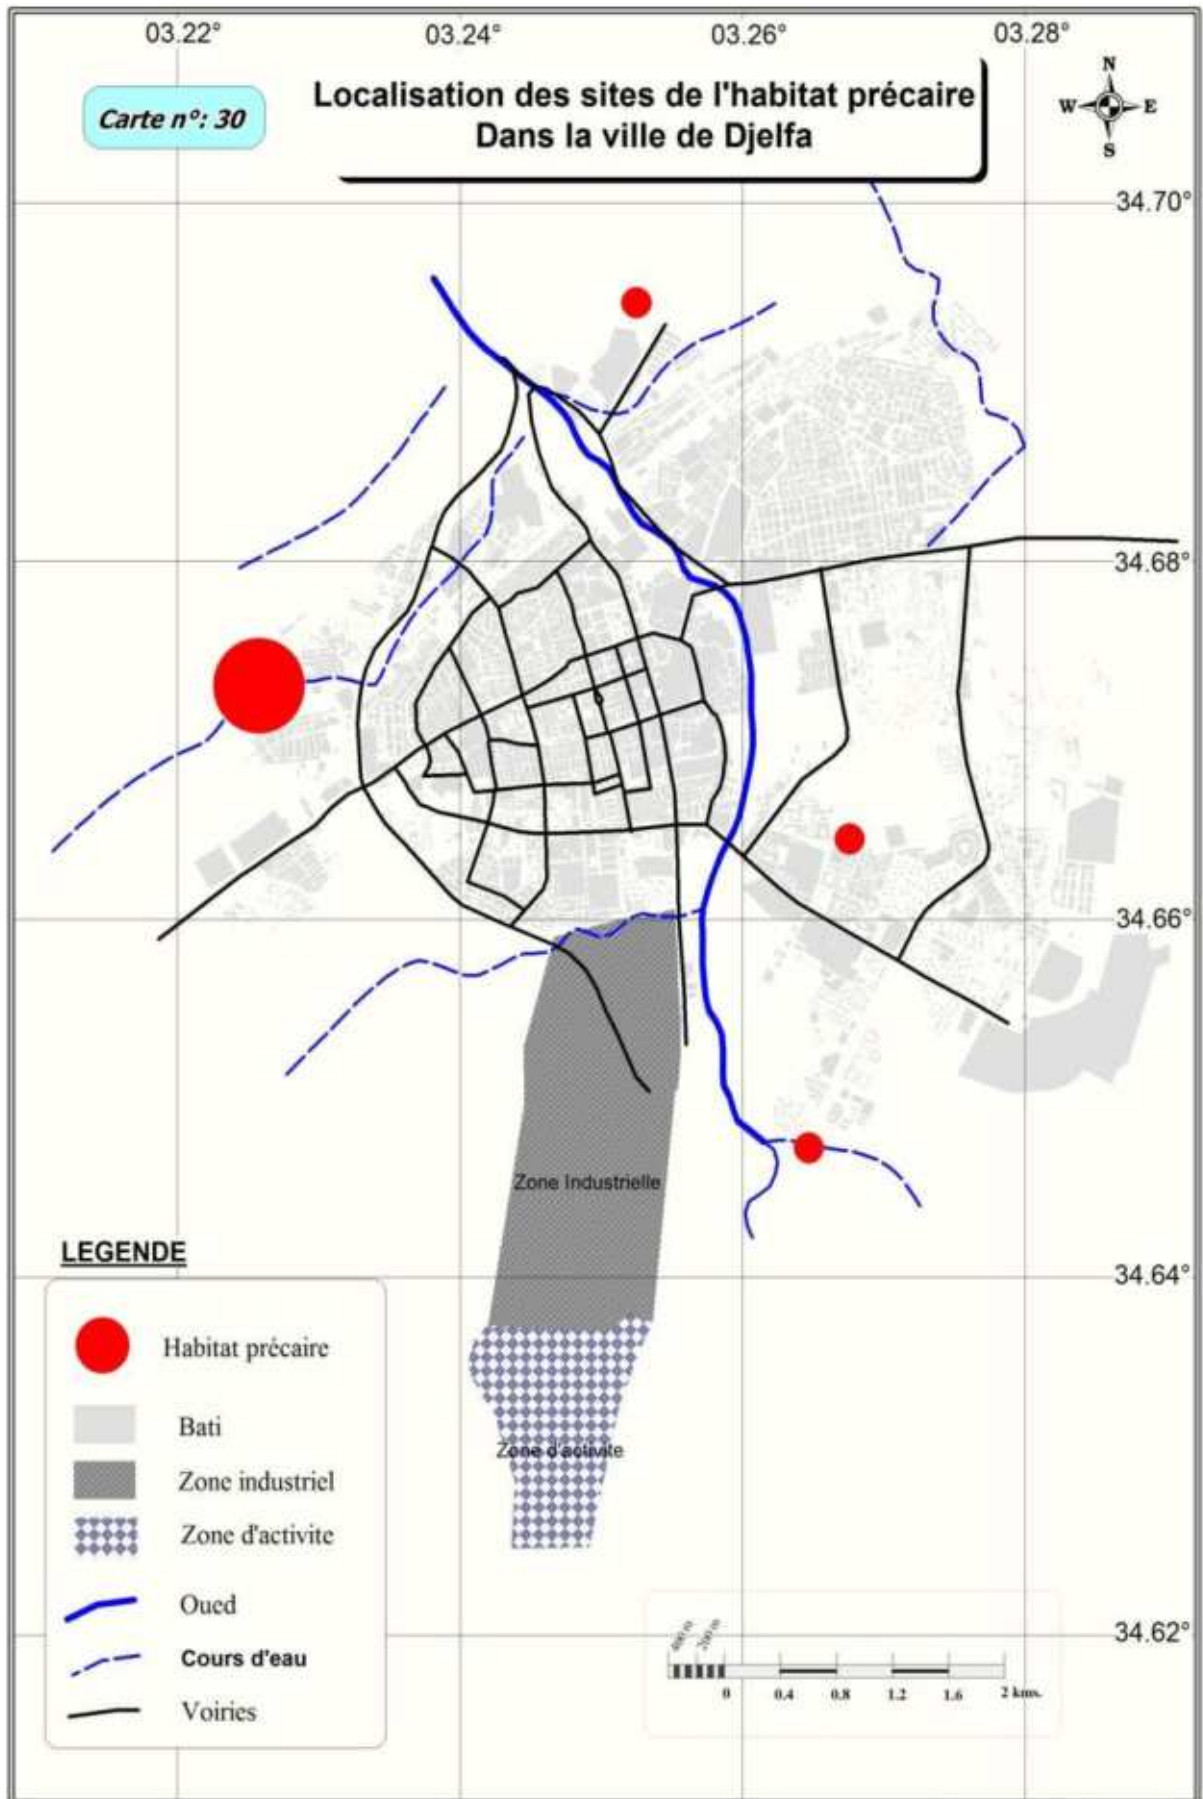 03.22° 03.24° 03.26° 03.28°
Carte n°: 30
Localisation des sites de l'habitat précaire
Dans la ville de Djelfa
N
W E
S
34.70°
34.68°
34.66°
Zone Industrielle
34.64°
LEGENDE
Habitat précaire
Bati
Zone industriel
Zone d'activite
Oued
Cours d'eau
Voiries
Zone d'activite
34.62°
400 m 200 m
0 0.4 0.8 1.2 1.6 2 kms.